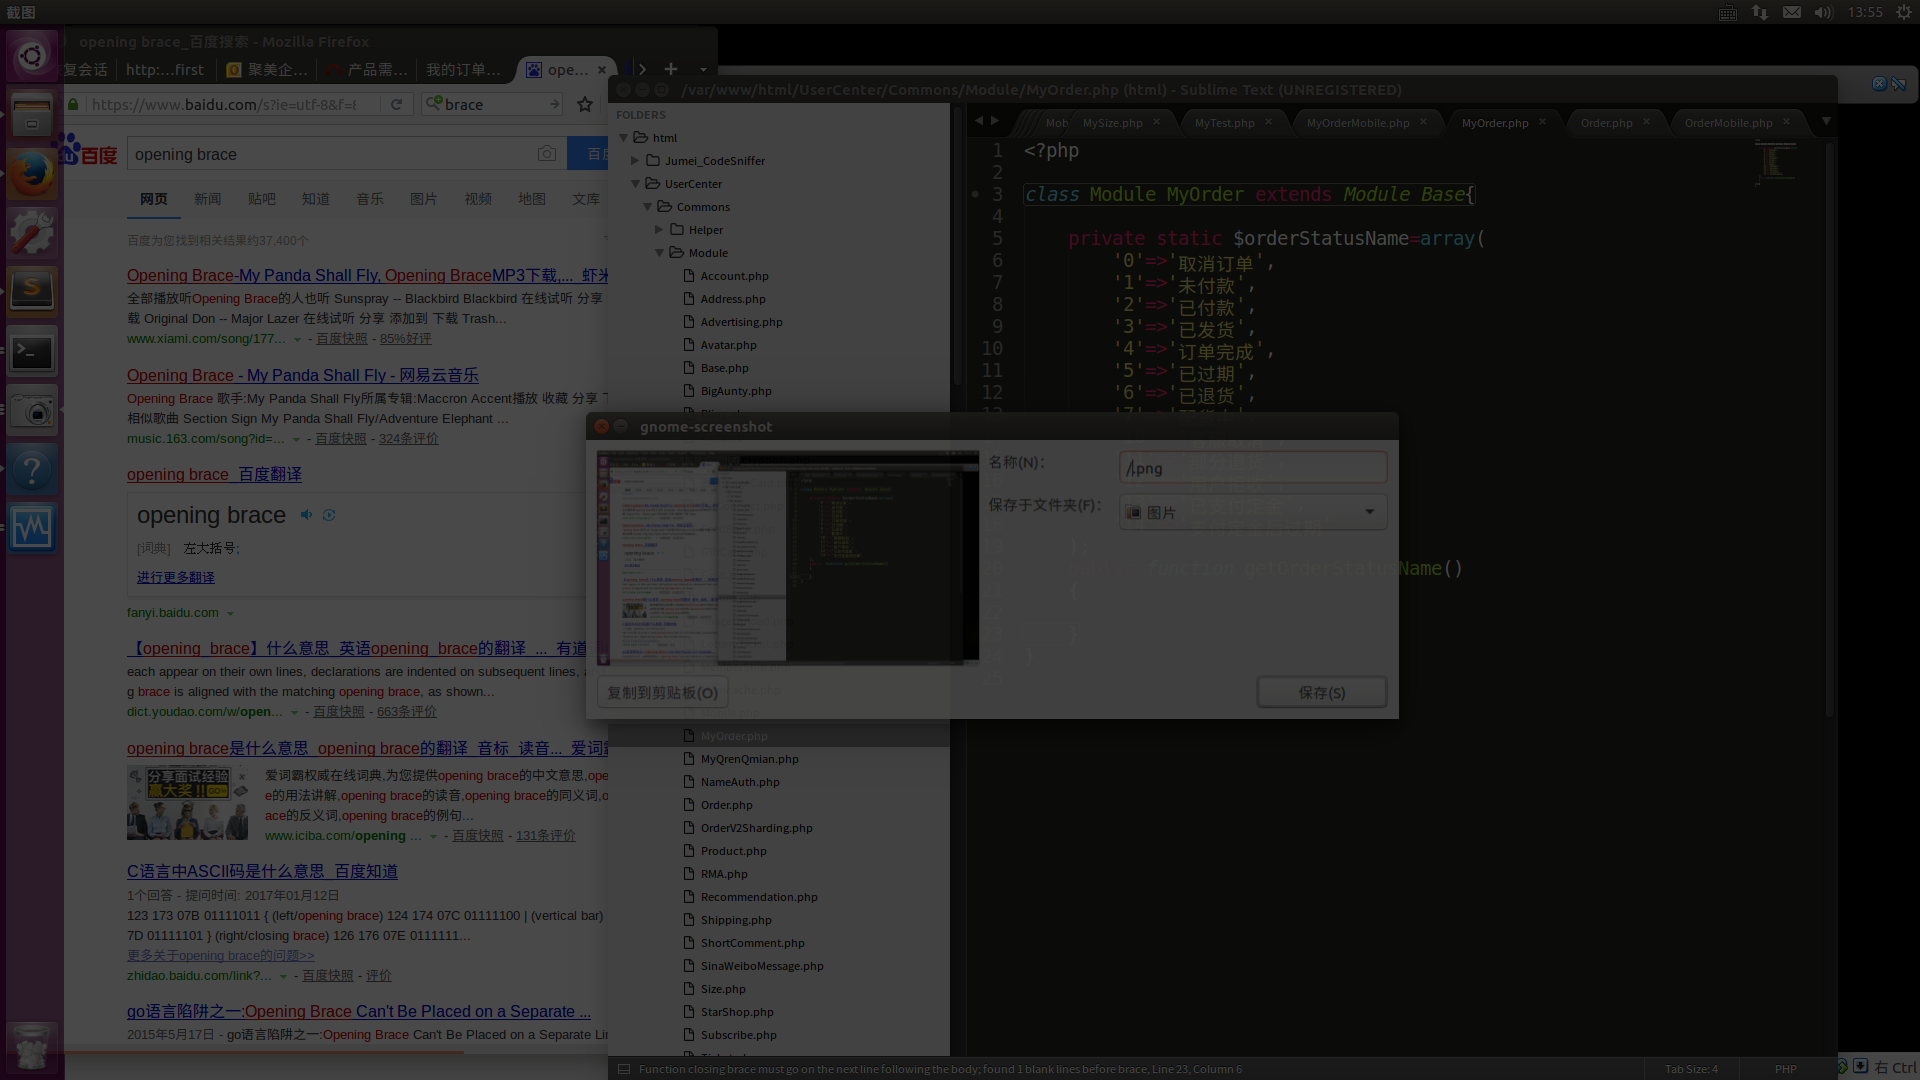 截图
13:55
opening brace_百度搜索 - Mozilla Firefox
复会话
http:...first
聚美企...
产品需...
我的订单...
ope...
https://www.baidu.com/s?ie=utf-8&f=8
brace
百度
opening brace
网页 新闻 贴吧 知道 音乐 图片 视频 地图 文库
百度为您找到相关结果约37,400个
Opening Brace-My Panda Shall Fly, Opening BraceMP3下载,... 虾米
全部播放听Opening Brace的人也听 Sunspray -- Blackbird Blackbird 在线试听 分享
载 Original Don -- Major Lazer 在线试听 分享 添加到 下载 Trash...
www.xiami.com/song/177... - 百度快照 - 85%好评
Opening Brace - My Panda Shall Fly - 网易云音乐
Opening Brace 歌手:My Panda Shall Fly所属专辑:Maccron Accent播放 收藏 分享
相似歌曲 Section Sign My Panda Shall Fly/Adventure Elephant ...
music.163.com/song?id=... - 百度快照 - 324条评价
opening brace_百度翻译
opening brace
[词典] 左大括号;
进行更多翻译
fanyi.baidu.com
【opening_brace】什么意思_英语opening_brace的翻译_..._有道
each appear on their own lines, declarations are indented on subsequent lines,
g brace is aligned with the matching opening brace, as shown...
dict.youdao.com/w/open... - 百度快照 - 663条评价
opening brace是什么意思_opening brace的翻译_音标_读音..._爱词霸
分享面试经验
赢大奖!!GO
爱词霸权威在线词典,为您提供opening brace的中文意思,ope
e的用法讲解,opening brace的读音,opening brace的同义词,o
ace的反义词,opening brace的例句...
www.iciba.com/opening ... - 百度快照 - 131条评价
C语言中ASCII码是什么意思_百度知道
1个回答 - 提问时间: 2017年01月12日
123 173 07B 01111011 { (left/opening brace) 124 174 07C 01111100 | (vertical bar)
7D 01111101 } (right/closing brace) 126 176 07E 0111111...
更多关于opening brace的问题>>
zhidao.baidu.com/link?... - 百度快照 - 评价
go语言陷阱之一:Opening Brace Can't Be Placed on a Separate ...
2015年5月17日 - go语言陷阱之一:Opening Brace Can't Be Placed on a Separate Li
/var/www/html/UserCenter/Commons/Module/MyOrder.php (html) - Sublime Text (UNREGISTERED)
FOLDERS
html
Jumei_CodeSniffer
UserCenter
Commons
Helper
Module
Account.php
Address.php
Advertising.php
Avatar.php
Base.php
BigAunty.php
MyOrder.php
MyQrenQmian.php
NameAuth.php
Order.php
OrderV2Sharding.php
Product.php
RMA.php
Recommendation.php
Shipping.php
ShortComment.php
SinaWeiboMessage.php
Size.php
StarShop.php
Subscribe.php
Mob
MySize.php
MyTest.php
MyOrderMobile.php
MyOrder.php
Order.php
OrderMobile.php
1 <?php
2
3 class Module_MyOrder extends Module_Base{
4
5 private static $orderStatusName=array(
6 '0'=>'取消订单',
7 '1'=>'未付款',
8 '2'=>'已付款',
9 '3'=>'已发货',
10 '4'=>'订单完成',
11 '5'=>'已过期',
12 '6'=>'已退货',
function getOrderStatusName()
{
}
}
gnome-screenshot
名称(N):
/.png
保存于文件夹(F):
图片
复制到剪贴板(O)
保存(S)
Function closing brace must go on the next line following the body; found 1 blank lines before brace, Line 23, Column 6
Tab Size: 4
PHP
右 Ctrl